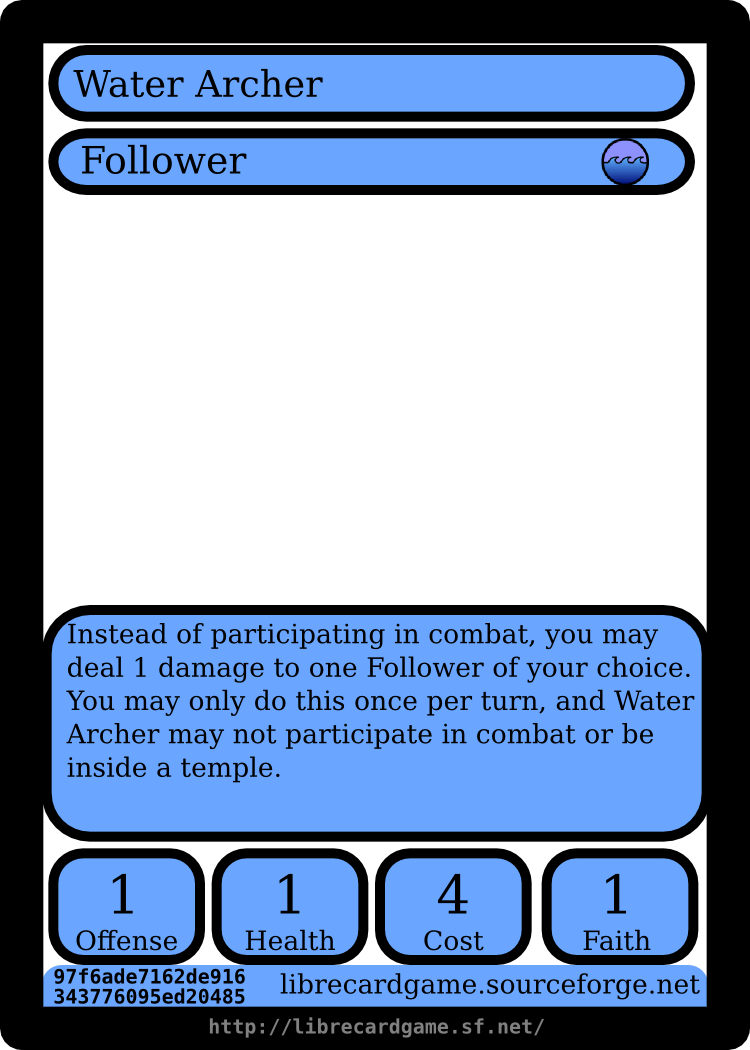 Water Archer
Follower
Instead of participating in combat, you may
deal 1 damage to one Follower of your choice.
You may only do this once per turn, and Water
Archer may not participate in combat or be
inside a temple.
1 1 4 1
Offense Health Cost Faith
97f6ade7162de916
343776095ed20485
librecardgame.sourceforge.net
http://librecardgame.sf.net/